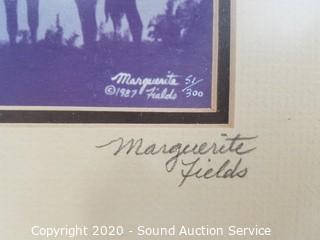 Marguerite 51/300
©1987 Fields
Marguerite
Fields
Copyright 2020 - Sound Auction Service